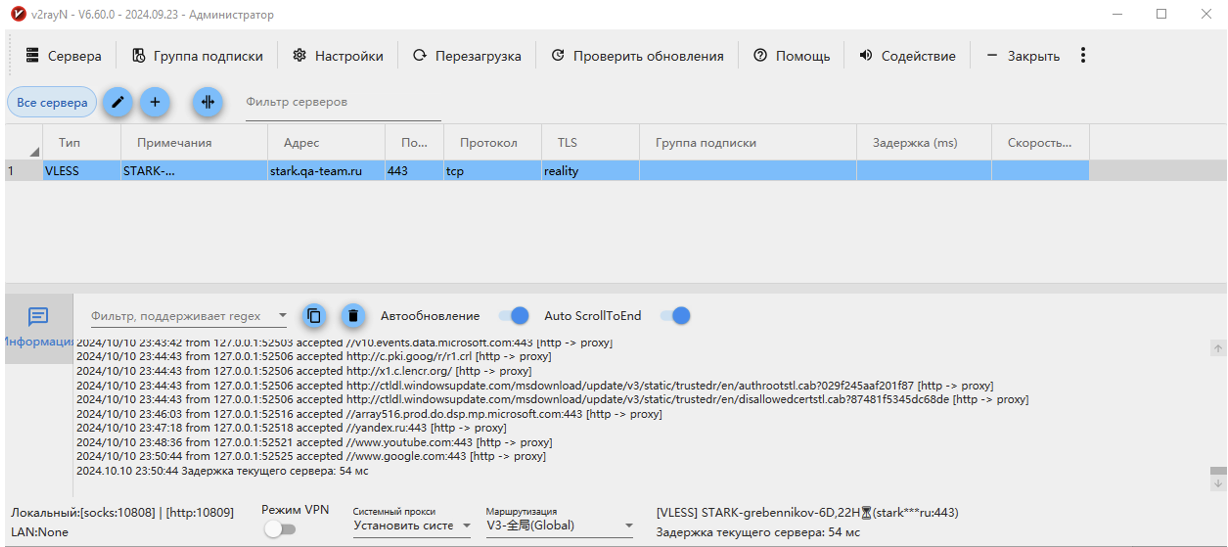 v2rayN - V6.60.0 - 2024.09.23 - Администратор
Сервера Группа подписки Настройки Перезагрузка Проверить обновления Помощь Содействие Закрыть
Все сервера Фильтр серверов
Тип Примечания Адрес По... Протокол TLS Группа подписки Задержка (ms) Скорость...
1 VLESS STARK-... stark.qa-team.ru 443 tcp reality
Фильтр, поддерживает regex Автообновление Auto ScrollToEnd
Информация
2024/10/10 23:43:42 from 127.0.0.1:52503 accepted //v10.events.data.microsoft.com:443 [http -> proxy]
2024/10/10 23:44:43 from 127.0.0.1:52506 accepted http://c.pki.goog/r/r1.crl [http -> proxy]
2024/10/10 23:44:43 from 127.0.0.1:52506 accepted http://x1.c.lencr.org/ [http -> proxy]
2024/10/10 23:44:43 from 127.0.0.1:52506 accepted http://ctldl.windowsupdate.com/msdownload/update/v3/static/trustedr/en/authrootstl.cab?029f245aaf201f87 [http -> proxy]
2024/10/10 23:44:43 from 127.0.0.1:52506 accepted http://ctldl.windowsupdate.com/msdownload/update/v3/static/trustedr/en/disallowedcertstl.cab?87481f5345dc68de [http -> proxy]
2024/10/10 23:46:03 from 127.0.0.1:52516 accepted //array516.prod.do.dsp.mp.microsoft.com:443 [http -> proxy]
2024/10/10 23:47:18 from 127.0.0.1:52518 accepted //yandex.ru:443 [http -> proxy]
2024/10/10 23:48:36 from 127.0.0.1:52521 accepted //www.youtube.com:443 [http -> proxy]
2024/10/10 23:50:44 from 127.0.0.1:52525 accepted //www.google.com:443 [http -> proxy]
2024.10.10 23:50:44 Задержка текущего сервера: 54 мс
Локальный:[socks:10808] | [http:10809]
LAN:None
Режим VPN
Системный прокси
Установить систе
Маршрутизация
V3-全局(Global)
[VLESS] STARK-grebennikov-6D,22H⏳(stark***ru:443)
Задержка текущего сервера: 54 мс